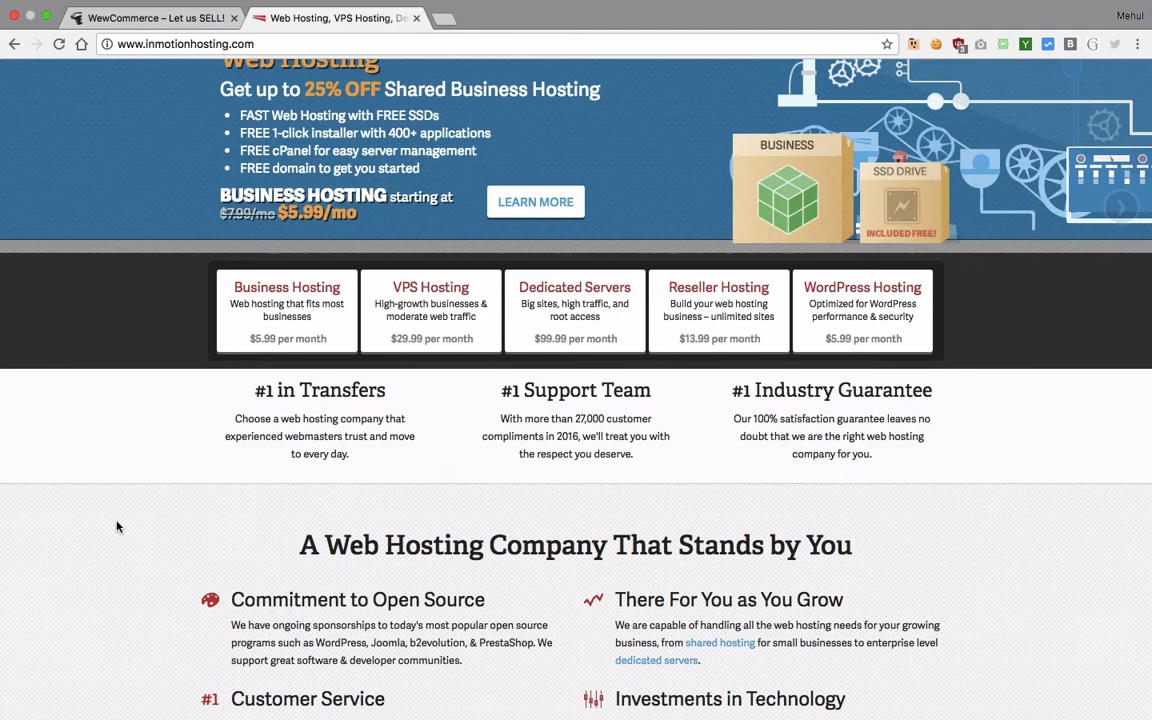 WewCommerce – Let us SELL!
Web Hosting, VPS Hosting, De
Mehul
www.inmotionhosting.com
Web Hosting
Get up to 25% OFF Shared Business Hosting
FAST Web Hosting with FREE SSDs
FREE 1-click installer with 400+ applications
FREE cPanel for easy server management
FREE domain to get you started
BUSINESS HOSTING starting at
$7.99/mo $5.99/mo
LEARN MORE
BUSINESS
SSD DRIVE
INCLUDED FREE!
Business Hosting
Web hosting that fits most
businesses
$5.99 per month
VPS Hosting
High-growth businesses &
moderate web traffic
$29.99 per month
Dedicated Servers
Big sites, high traffic, and
root access
$99.99 per month
Reseller Hosting
Build your web hosting
business – unlimited sites
$13.99 per month
WordPress Hosting
Optimized for WordPress
performance & security
$5.99 per month
#1 in Transfers
Choose a web hosting company that
experienced webmasters trust and move
to every day.
#1 Support Team
With more than 27,000 customer
compliments in 2016, we'll treat you with
the respect you deserve.
#1 Industry Guarantee
Our 100% satisfaction guarantee leaves no
doubt that we are the right web hosting
company for you.
A Web Hosting Company That Stands by You
Commitment to Open Source
We have ongoing sponsorships to today's most popular open source
programs such as WordPress, Joomla, b2evolution, & PrestaShop. We
support great software & developer communities.
There For You as You Grow
We are capable of handling all the web hosting needs for your growing
business, from shared hosting for small businesses to enterprise level
dedicated servers.
#1 Customer Service
Investments in Technology